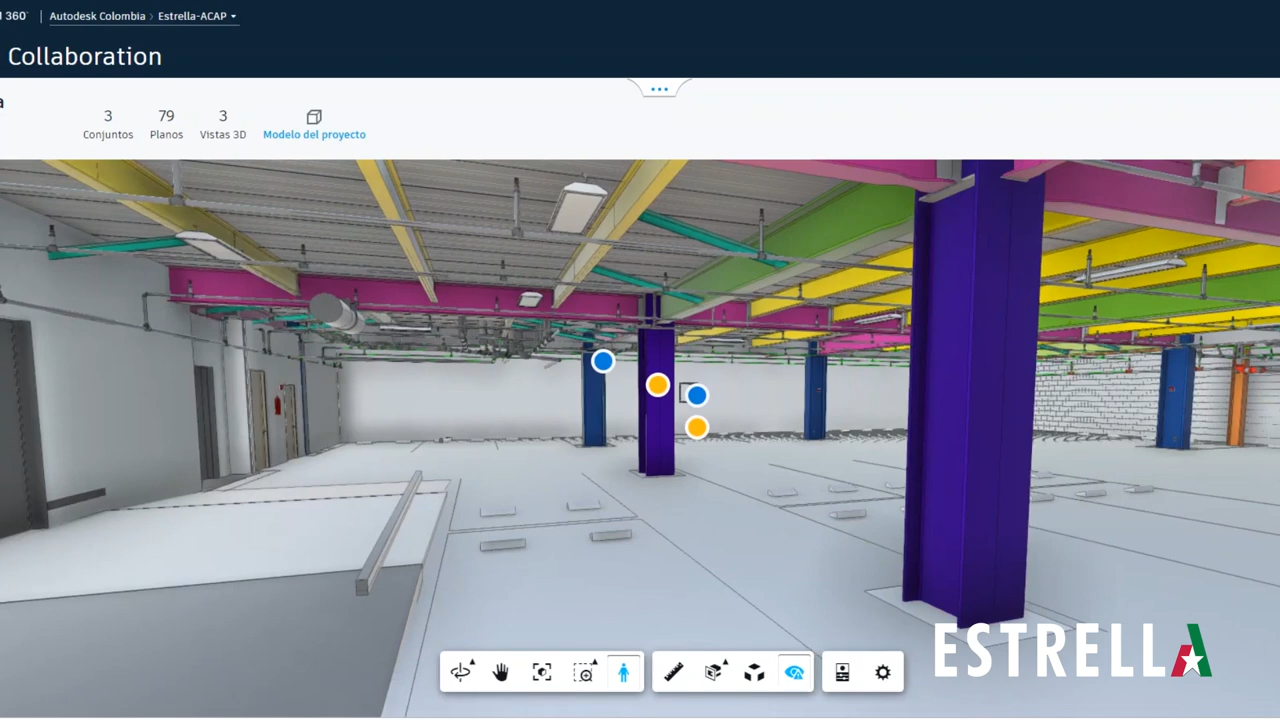 360° Autodesk Colombia > Estrella-ACAP
Collaboration
a
3 79 3
Conjuntos Planos Vistas 3D Modelo del proyecto
ESTRELLA